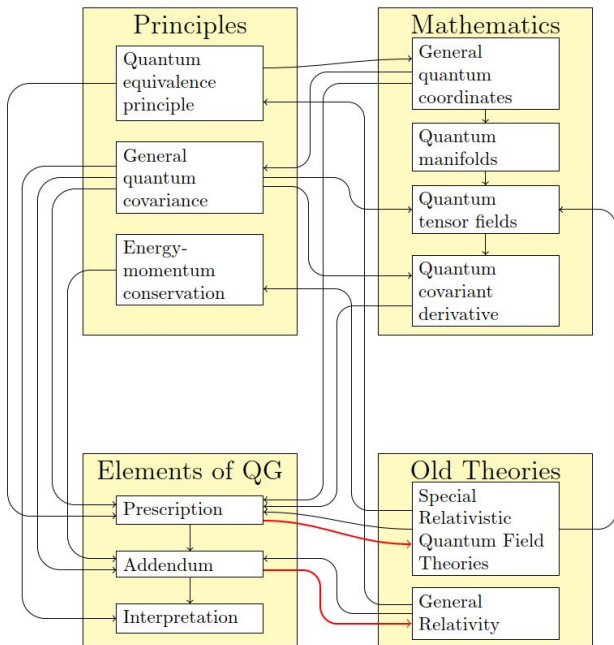 Principles
Quantum
equivalence
principle
General
quantum
covariance
Energy-
momentum
conservation
Mathematics
General
quantum
coordinates
Quantum
manifolds
Quantum
tensor fields
Quantum
covariant
derivative
Elements of QG
Prescription
Addendum
Interpretation
Old Theories
Special
Relativistic
Quantum Field
Theories
General
Relativity